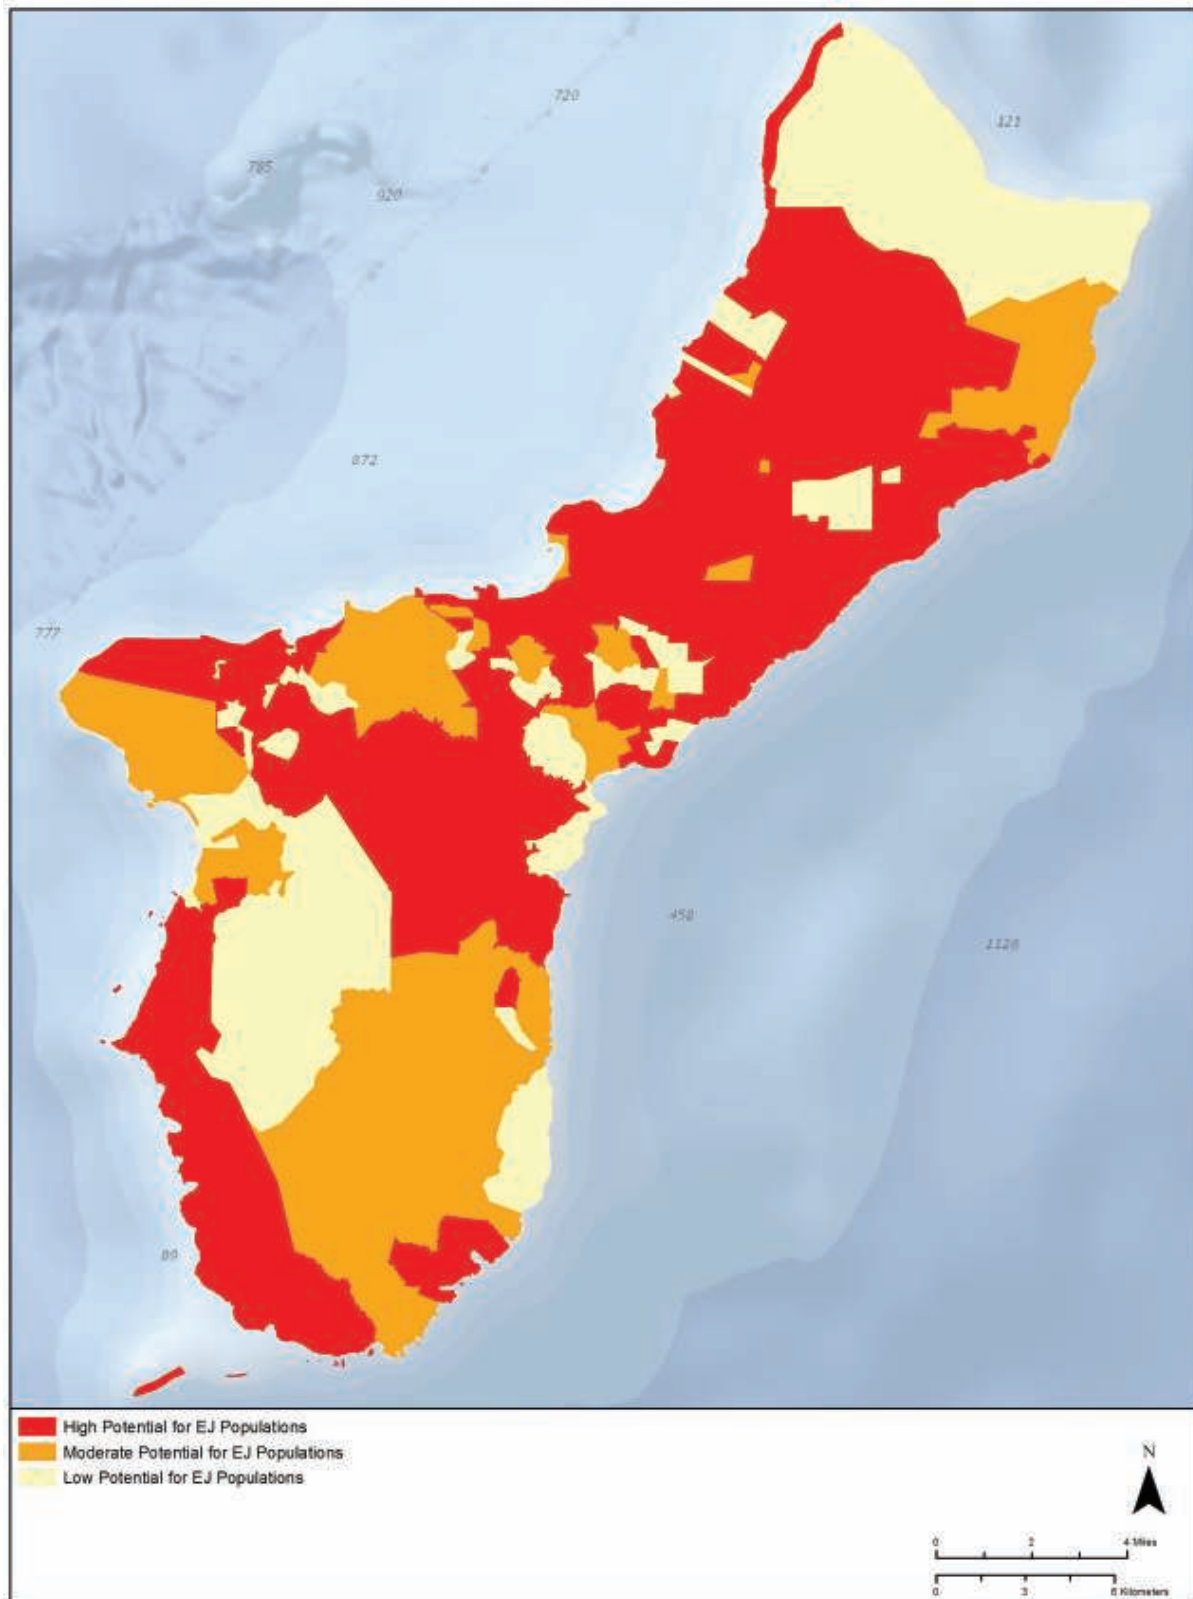 720
121
785
920
872
777
458
1128
89
High Potential for EJ Populations
Moderate Potential for EJ Populations
Low Potential for EJ Populations
N
0 2 4 Miles
0 3 6 Kilometers